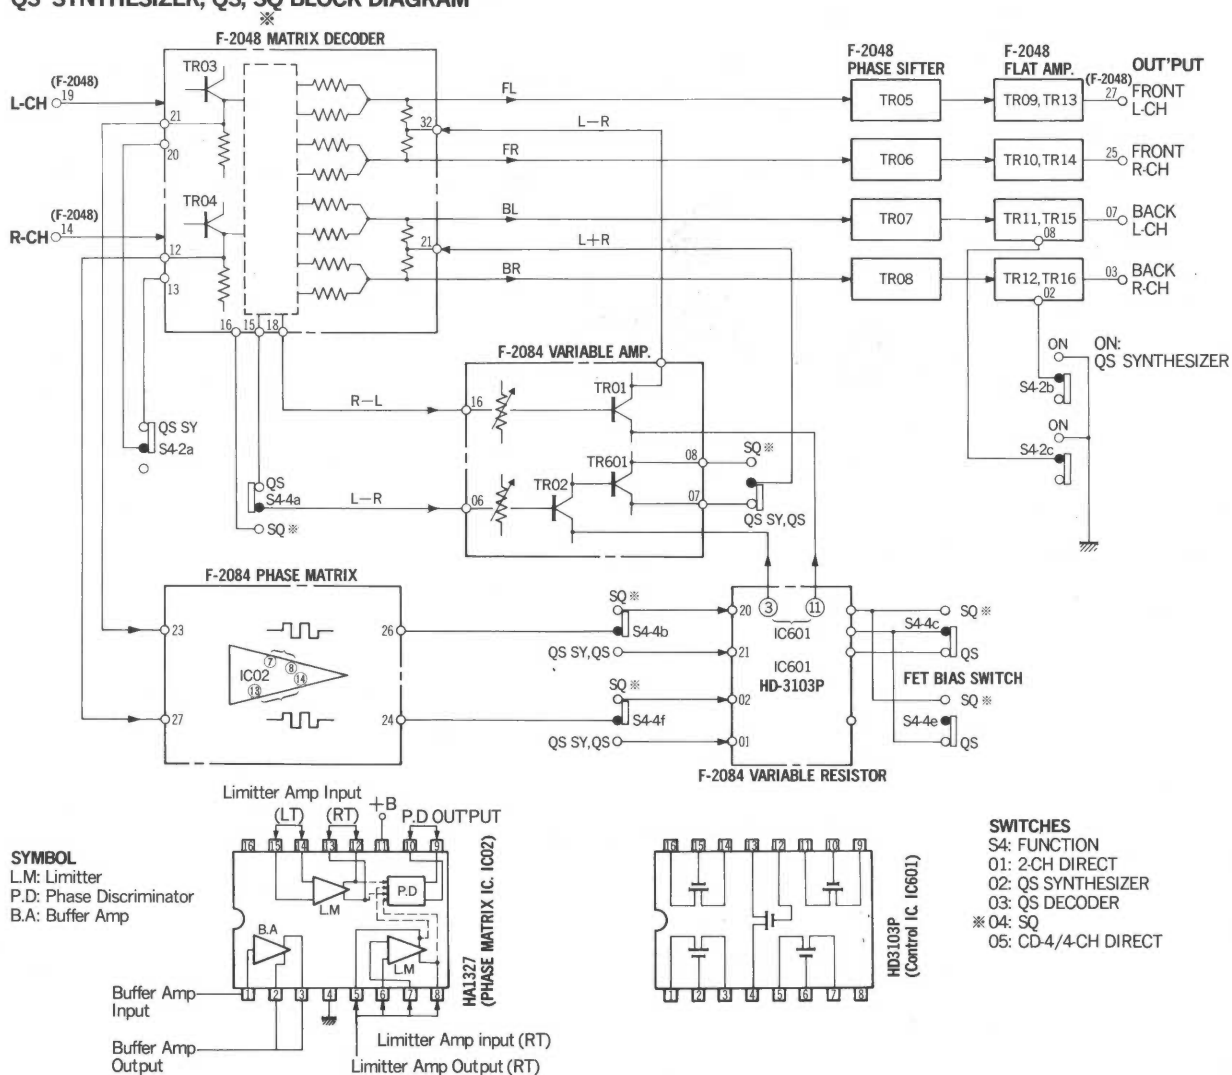 QS SYNTHESIZER, QS, SQ BLOCK DIAGRAM
※
F-2048 MATRIX DECODER
F-2048 PHASE SIFTER
F-2048 FLAT AMP.
OUT'PUT
L-CH
(F-2048)
19
TR03
21
20
FL
L—R
32
FR
TR04
R-CH
(F-2048)
14
12
13
BL
L+R
21
BR
16
15
18
TR05
TR06
TR07
TR08
TR09, TR13
TR10, TR14
TR11, TR15
08
TR12, TR16
02
(F-2048)
27
FRONT L-CH
25
FRONT R-CH
07
BACK L-CH
03
BACK R-CH
ON
ON: QS SYNTHESIZER
S4-2b
ON
S4-2c
QS SY
S4-2a
F-2084 VARIABLE AMP.
R—L
16
TR01
TR601
TR02
08
07
SQ ※
QS SY, QS
QS
S4-4a
L—R
06
SQ ※
F-2084 PHASE MATRIX
23
27
IC02
⑦
⑧
⑬
⑭
26
24
SQ ※
S4-4b
QS SY, QS
SQ ※
S4-4f
QS SY, QS
20
21
02
01
③
⑪
IC601
IC601
HD-3103P
F-2084 VARIABLE RESISTOR
SQ ※
S4-4c
QS
FET BIAS SWITCH
SQ ※
S4-4e
QS
SYMBOL
L.M: Limitter
P.D: Phase Discriminator
B.A: Buffer Amp
Limitter Amp Input
(LT)
(RT)
+B
P.D OUT'PUT
16 15 14 13 12 11 10 9
L.M
P.D
B.A
L.M
1 2 3 4 5 6 7 8
HA1327
(PHASE MATRIX IC. IC02)
Buffer Amp Input
Buffer Amp Output
Limitter Amp input (RT)
Limitter Amp Output (RT)
16 15 14 13 12 11 10 9
1 2 3 4 5 6 7 8
HD3103P
(Control IC. IC601)
SWITCHES
S4: FUNCTION
01: 2-CH DIRECT
02: QS SYNTHESIZER
03: QS DECODER
※04: SQ
05: CD-4/4-CH DIRECT